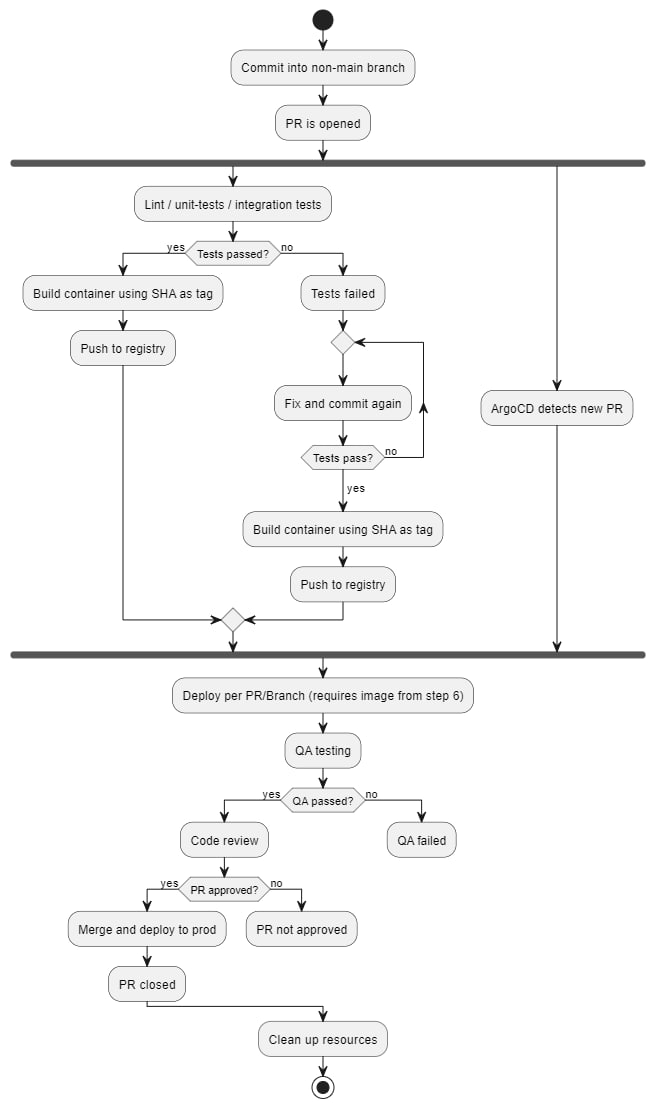 Commit into non-main branch
PR is opened
Lint / unit-tests / integration tests
yes
Tests passed?
no
Build container using SHA as tag
Push to registry
Tests failed
Fix and commit again
Tests pass?
no
yes
Build container using SHA as tag
Push to registry
ArgoCD detects new PR
Deploy per PR/Branch (requires image from step 6)
QA testing
yes
QA passed?
no
Code review
QA failed
yes
PR approved?
no
Merge and deploy to prod
PR not approved
PR closed
Clean up resources